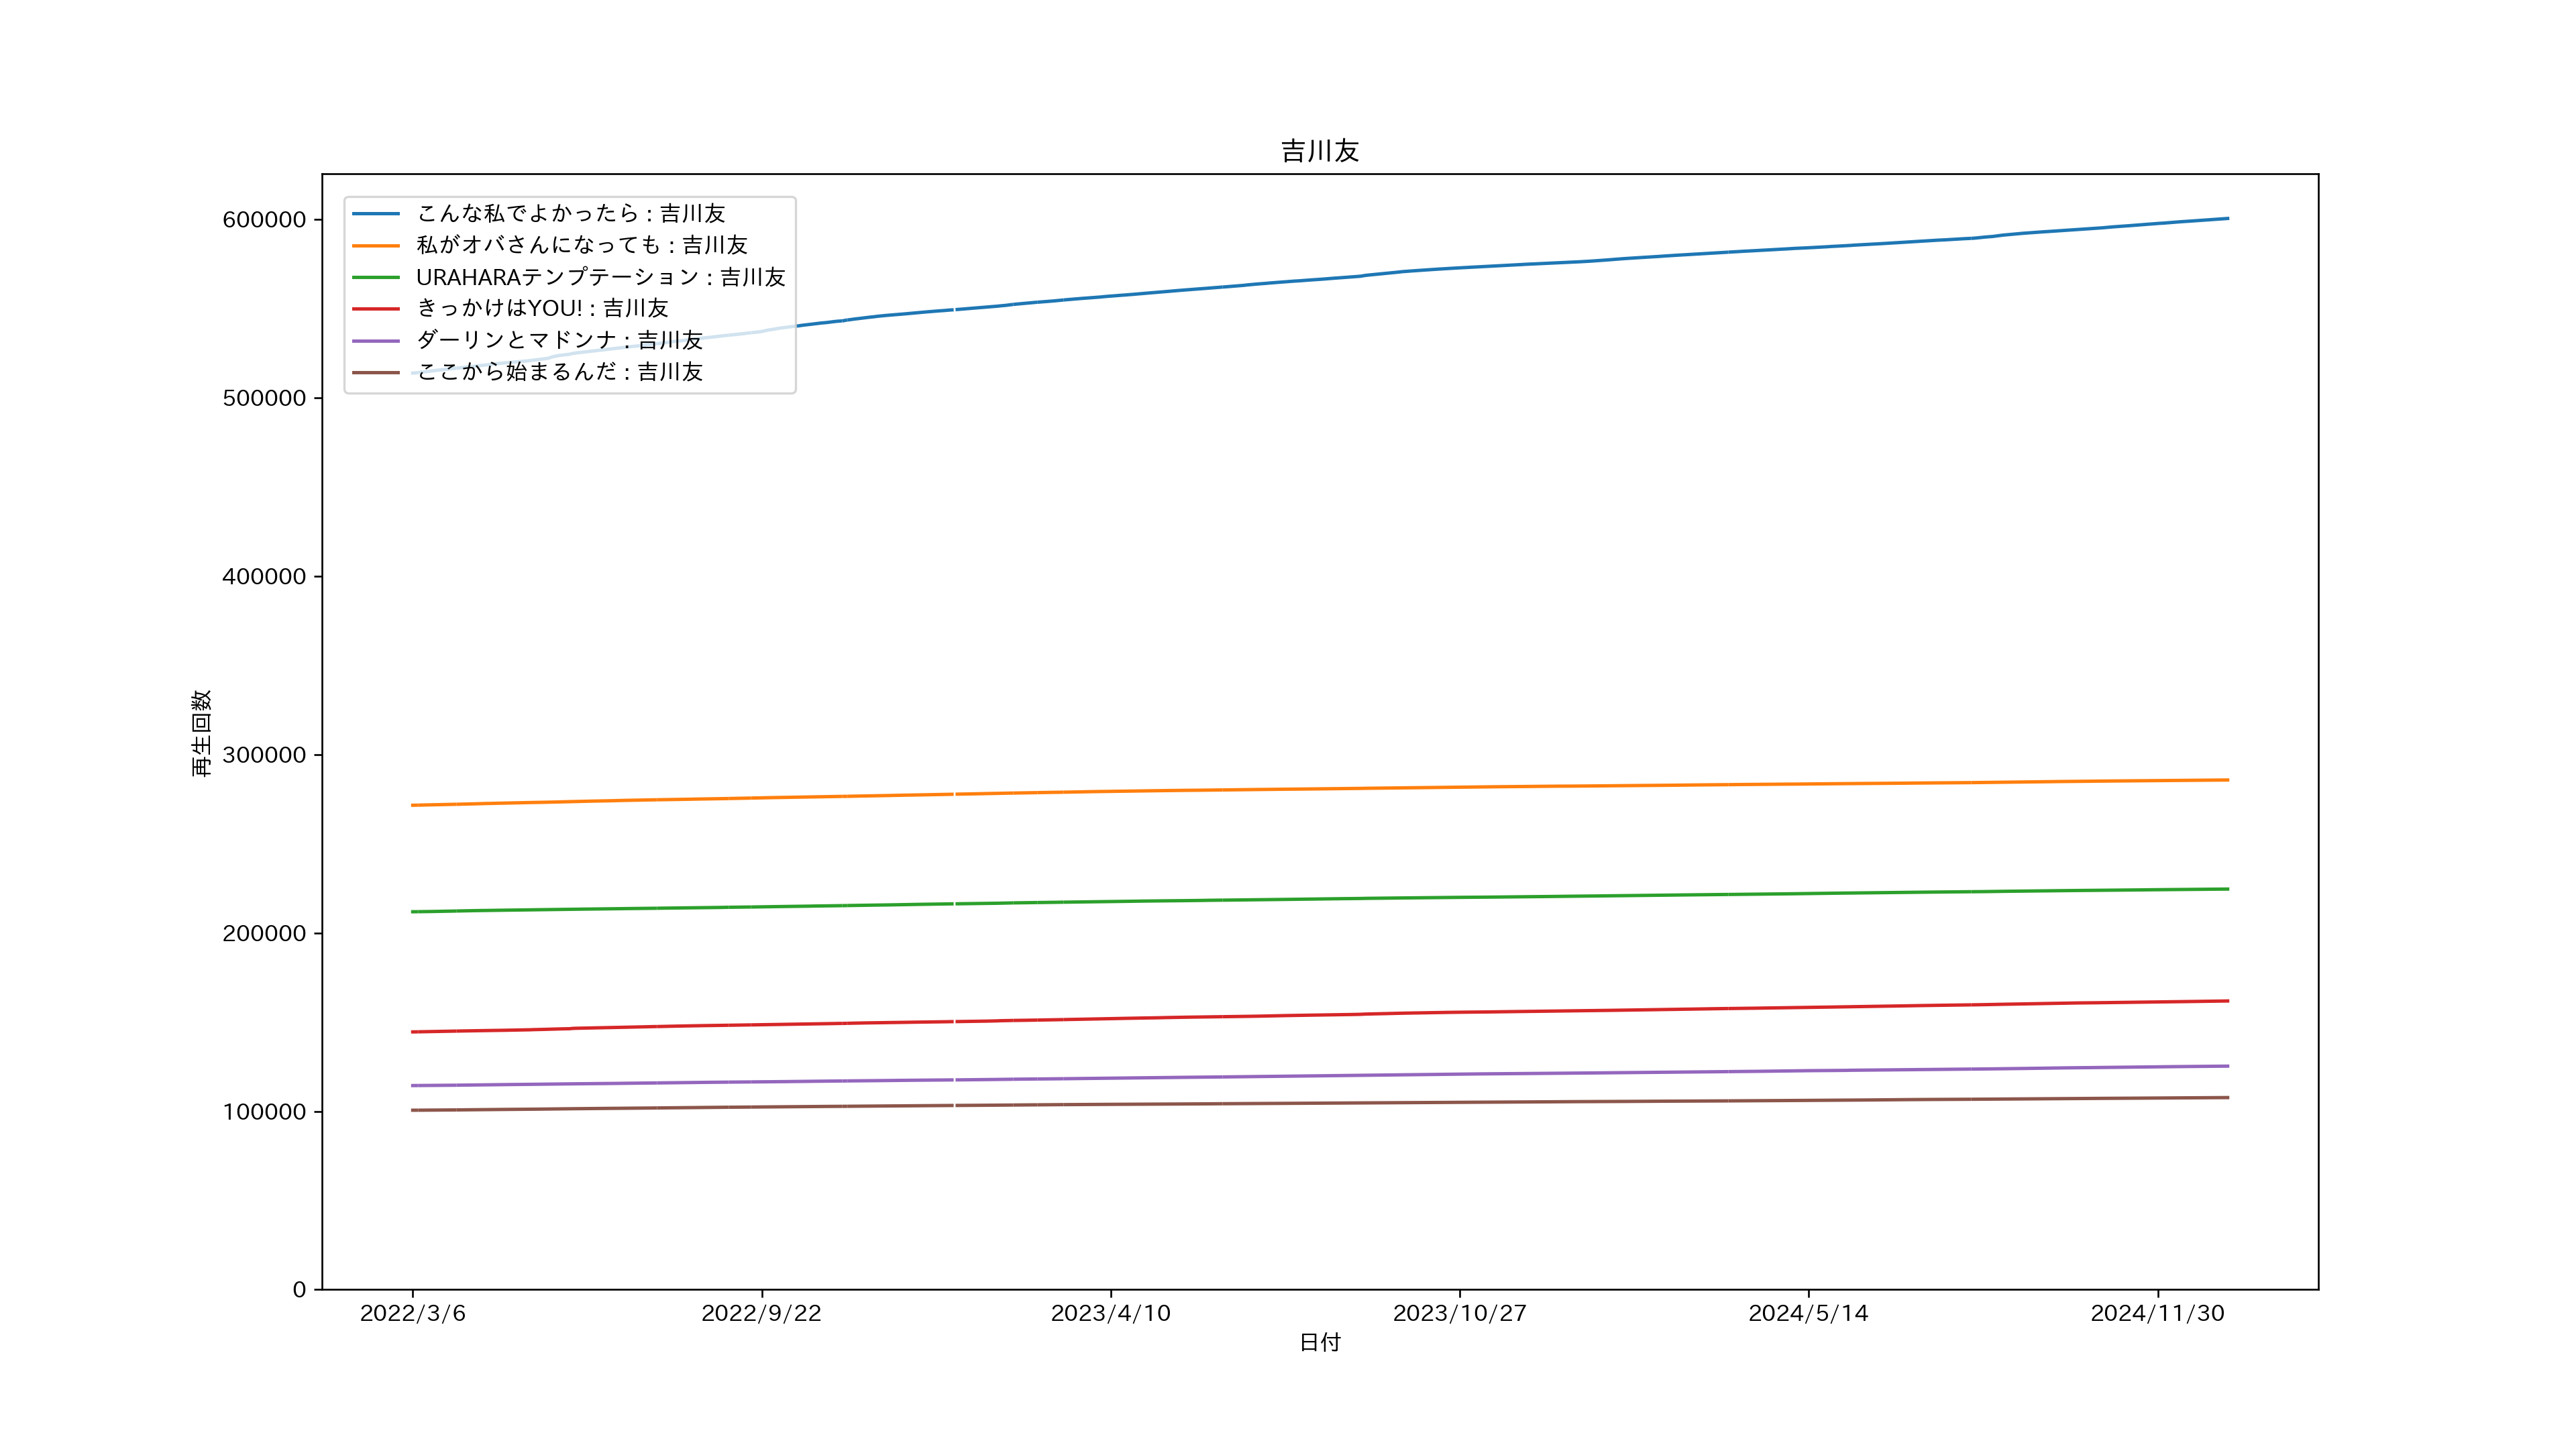 吉川友
こんな私でよかったら : 吉川友
私がオバさんになっても : 吉川友
URAHARAテンプテーション : 吉川友
きっかけはYOU! : 吉川友
ダーリンとマドンナ : 吉川友
ここから始まるんだ : 吉川友
再生回数
600000
500000
400000
300000
200000
100000
0
2022/3/6 2022/9/22 2023/4/10 2023/10/27 2024/5/14 2024/11/30
日付